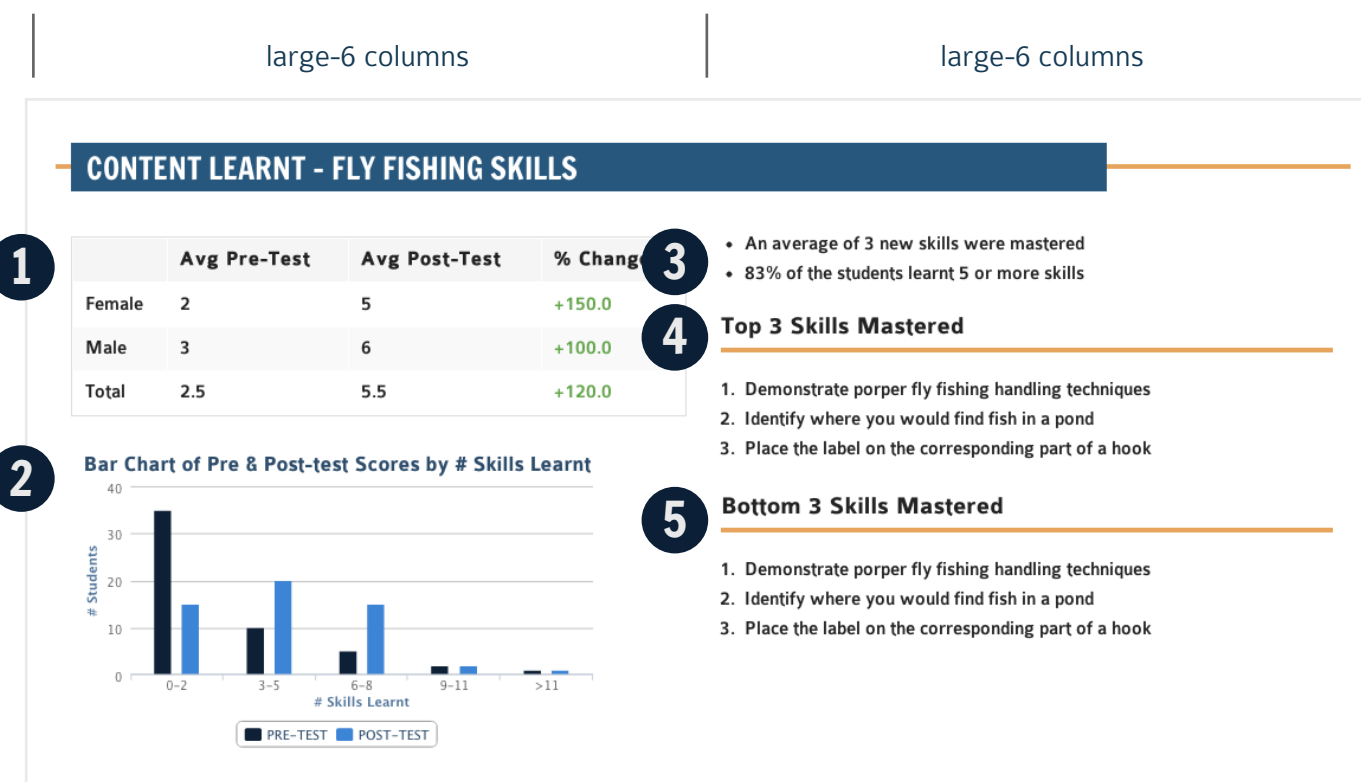 large-6 columns large-6 columns
CONTENT LEARNT - FLY FISHING SKILLS
1
Avg Pre-Test Avg Post-Test % Chang
Female 2 5 +150.0
Male 3 6 +100.0
Total 2.5 5.5 +120.0
2
Bar Chart of Pre & Post-test Scores by # Skills Learnt
# Students
40
30
20
10
0
0-2 3-5 6-8 9-11 >11
# Skills Learnt
PRE-TEST POST-TEST
3
• An average of 3 new skills were mastered
• 83% of the students learnt 5 or more skills
4
Top 3 Skills Mastered
1. Demonstrate porper fly fishing handling techniques
2. Identify where you would find fish in a pond
3. Place the label on the corresponding part of a hook
5
Bottom 3 Skills Mastered
1. Demonstrate porper fly fishing handling techniques
2. Identify where you would find fish in a pond
3. Place the label on the corresponding part of a hook